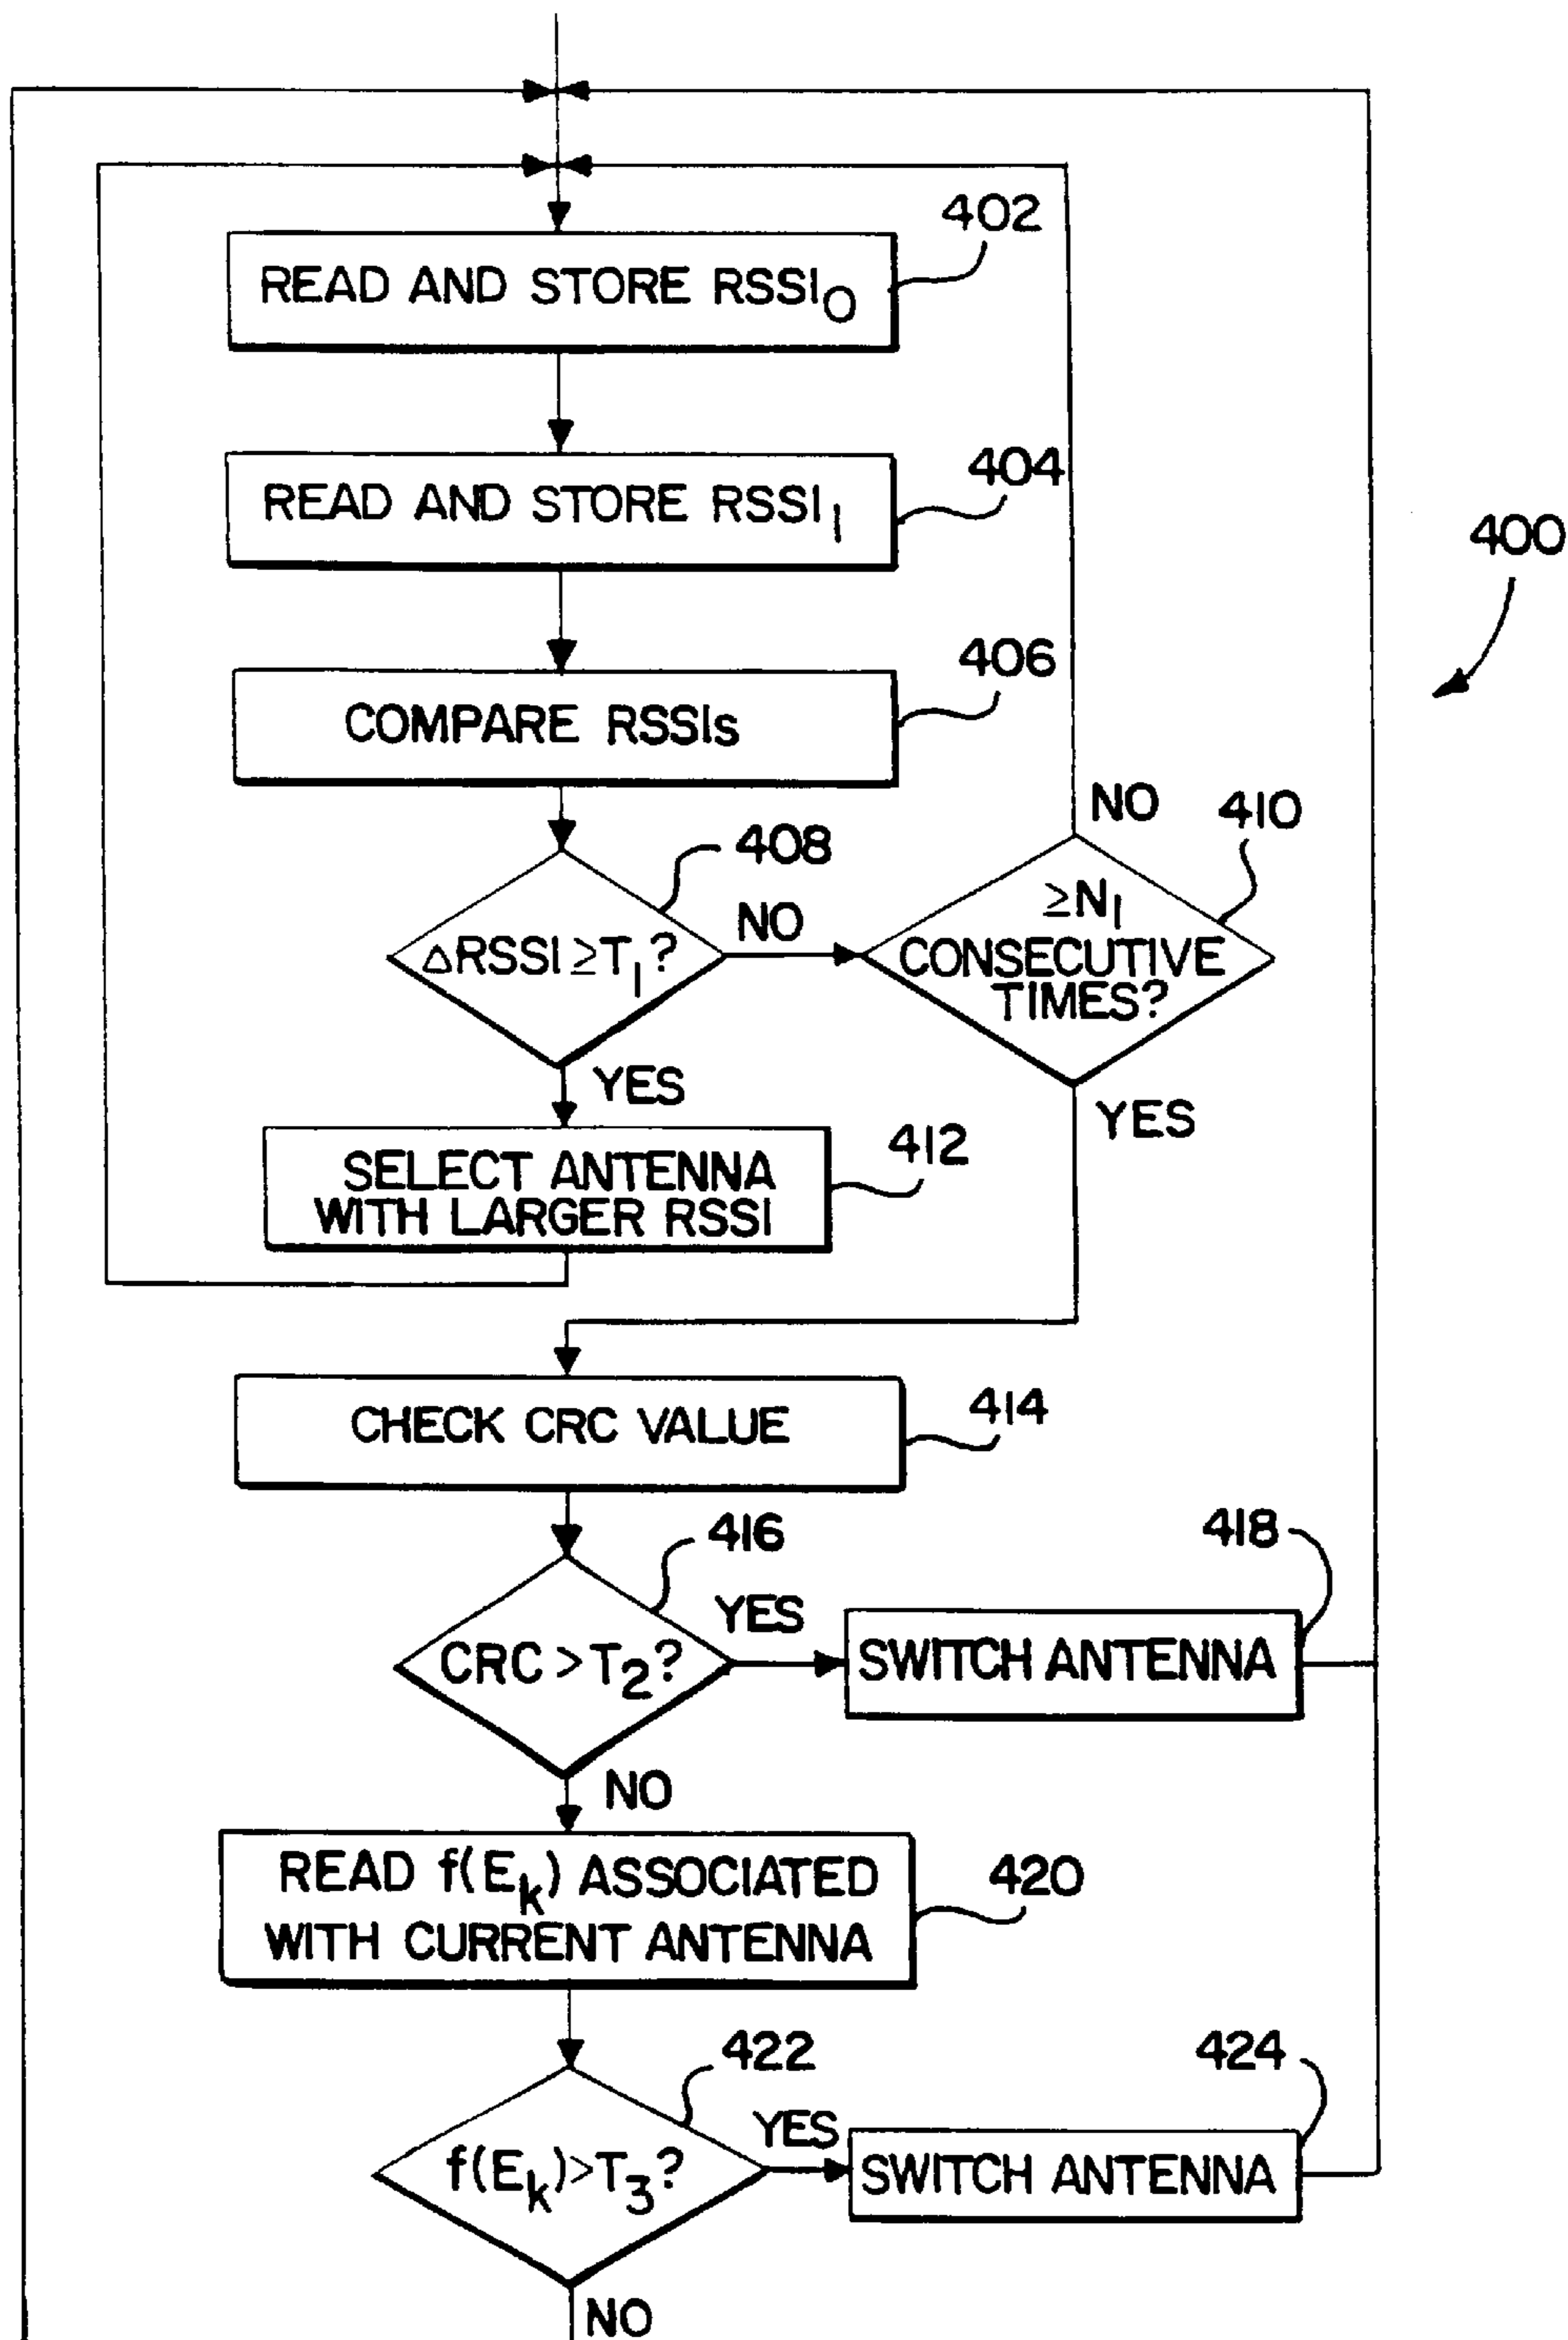 402
READ AND STORE RSSI0
404
READ AND STORE RSSI1
400
406
COMPARE RSSIs
NO
410
408
≥N1
NO
ΔRSSI ≥T1?
CONSECUTIVE
TIMES?
YES
YES
412
SELECT ANTENNA
WITH LARGER RSSI
414
CHECK CRC VALUE
418
416
YES
CRC >T2?
SWITCH ANTENNA
NO
READ f(Ek) ASSOCIATED
420
WITH CURRENT ANTENNA
422
424
YES
f(Ek)>T3?
SWITCH ANTENNA
NO